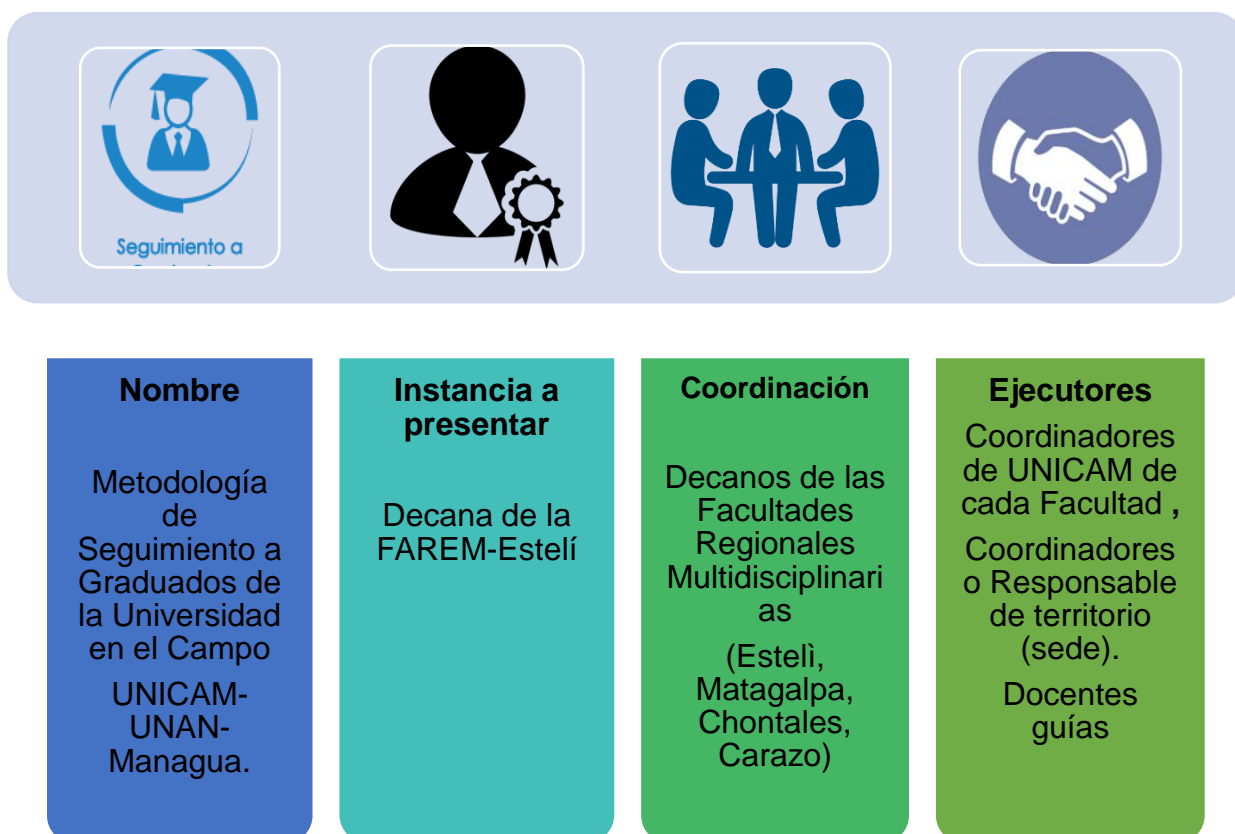 Seguimiento a
Nombre
Metodología
de
Seguimiento a
Graduados de
la Universidad
en el Campo
UNICAM-
UNAN-
Managua.
Instancia a
presentar
Decana de la
FAREM-Estelí
Coordinación
Decanos de las
Facultades
Regionales
Multidisciplinari
as
(Estelì,
Matagalpa,
Chontales,
Carazo)
Ejecutores
Coordinadores
de UNICAM de
cada Facultad ,
Coordinadores
o Responsable
de territorio
(sede).
Docentes
guías